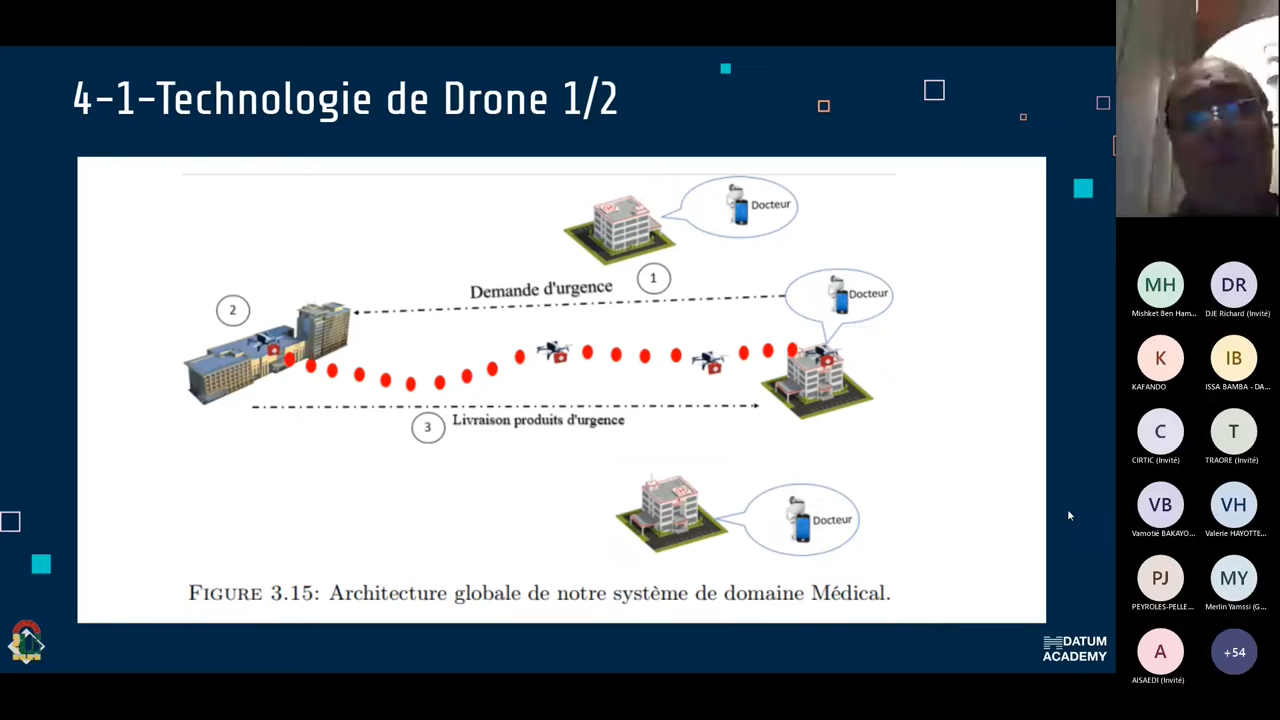 4-1-Technologie de Drone 1/2
Docteur
1
Demande d'urgence
Docteur
2
3
Livraison produits d'urgence
Docteur
FIGURE 3.15: Architecture globale de notre système de domaine Médical.
DATUM
ACADEMY
MH
DR
Mishket Ben Ham...
DJE Richard (Invité)
K
IB
KAFANDO
ISSA BAMBA - DA...
C
T
CIRTIC (Invité)
TRAORE (Invité)
VB
VH
Vamotié BAKAYO...
Valerie HAYOTTE...
PJ
MY
PEYROLES-PELLE...
Merlin Yamssi (G...
A
+54
AISAEDI (Invité)